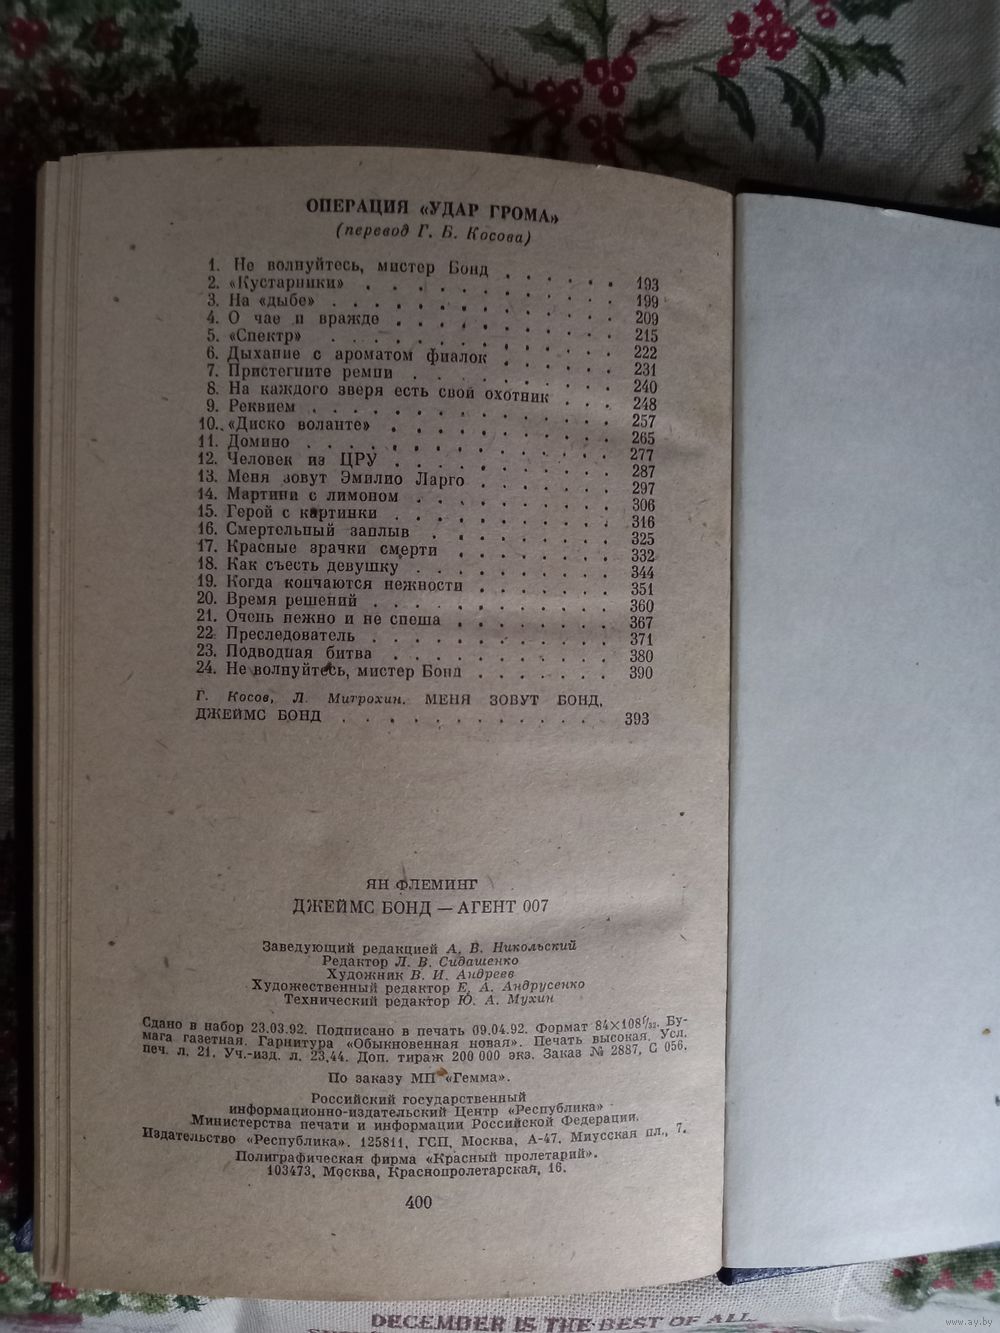 ОПЕРАЦИЯ «УДАР ГРОМА»
(перевод Г. Б. Косова)
1. Не волнуйтесь, мистер Бонд . . . . . . 193
2. «Кустарники» . . . . . . . . . 199
3. На «дыбе» . . . . . . . . . . 209
4. О чае и вражде . . . . . . . . 215
5. «Спектр» . . . . . . . . . . 222
6. Дыхание с ароматом фиалок . . . . . 231
7. Пристегните ремни . . . . . . . 240
8. На каждого зверя есть свой охотник . . . 248
9. Реквием . . . . . . . . . . . 257
10. «Диско воланте» . . . . . . . . 265
11. Домино . . . . . . . . . . . 277
12. Человек из ЦРУ . . . . . . . . 287
13. Меня зовут Эмилио Ларго . . . . . . 297
14. Мартини с лимоном . . . . . . . 306
15. Герой с картинки . . . . . . . . 316
16. Смертельный заплыв . . . . . . . 325
17. Красные зрачки смерти . . . . . . 332
18. Как съесть девушку . . . . . . . 344
19. Когда кончаются нежности . . . . . . 351
20. Время решений . . . . . . . . . 360
21. Очень нежно и не спеша . . . . . . 367
22 Преследователь . . . . . . . . . 371
23. Подводная битва . . . . . . . . 380
24. Не волнуйтесь, мистер Бонд . . . . . . 390
Г. Косов, Л. Митрохин. МЕНЯ ЗОВУТ БОНД,
ДЖЕЙМС БОНД . . . . . . . . . . . 393
ЯН ФЛЕМИНГ
ДЖЕЙМС БОНД — АГЕНТ 007
Заведующий редакцией А. В. Никольский
Редактор Л. В. Сидашенко
Художник В. И. Андреев
Художественный редактор Е. А. Андрусенко
Технический редактор Ю. А. Мухин
Сдано в набор 23.03.92. Подписано в печать 09.04.92. Формат 84×108¹/₃₂. Бу-
мага газетная. Гарнитура «Обыкновенная новая». Печать высокая. Усл.
печ. л. 21. Уч.-изд. л. 23,44. Доп. тираж 200 000 экз. Заказ № 2887, С 056.
По заказу МП «Гемма».
Российский государственный
информационно-издательский Центр «Республика»
Министерства печати и информации Российской Федерации.
Издательство «Республика». 125811, ГСП, Москва, А-47, Миусская пл., 7.
Полиграфическая фирма «Красный пролетарий».
103473, Москва, Краснопролетарская, 16.
400
DECEMBER IS THE BEST OF ALL
www.ay.by